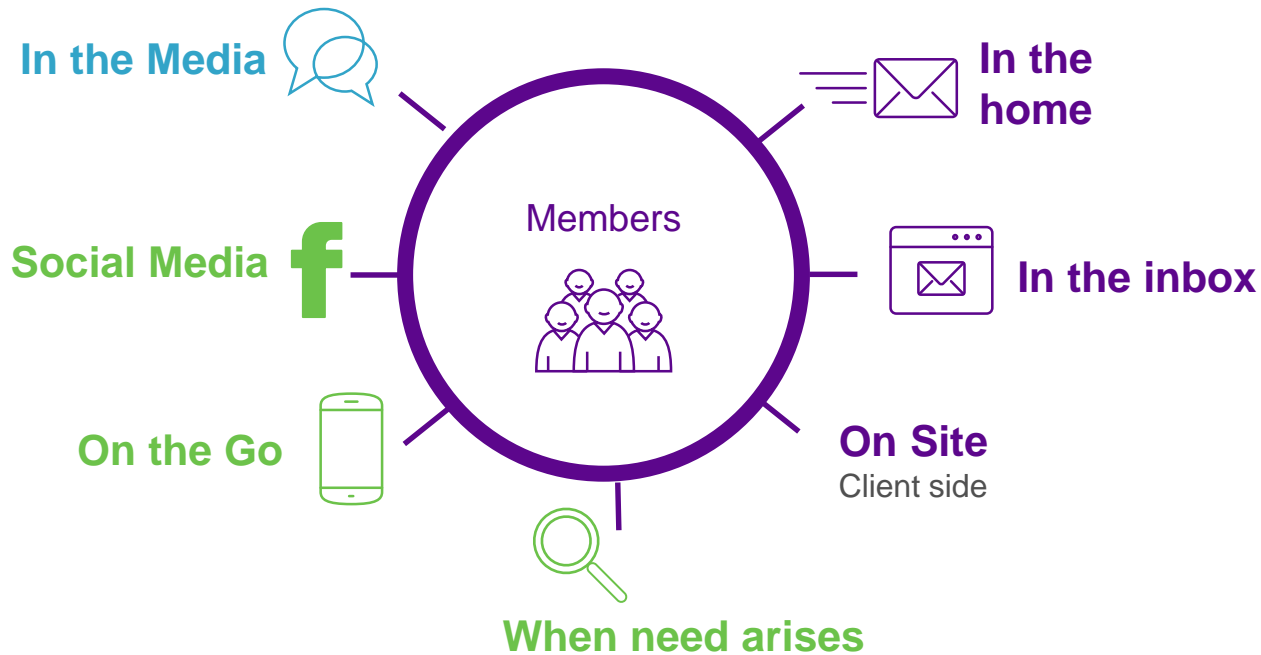 In the Media
In the
home
Members
Social Media
In the inbox
On the Go
On Site
Client side
When need arises